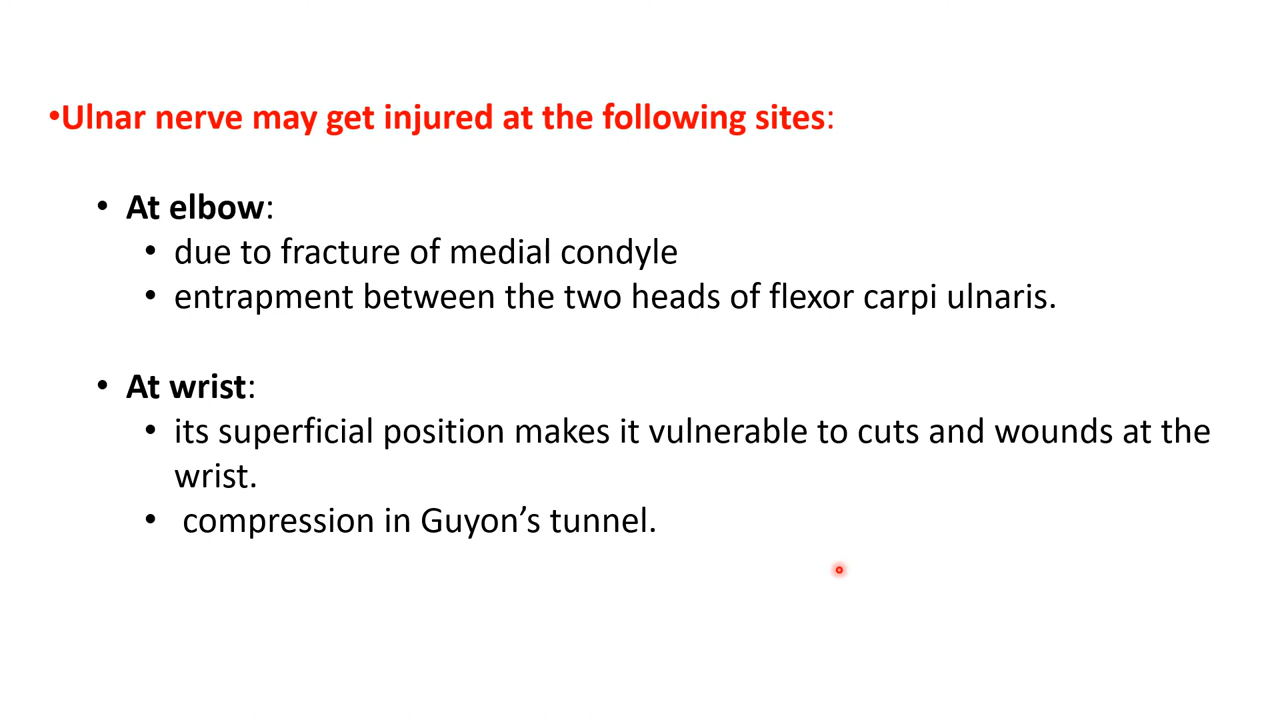 •Ulnar nerve may get injured at the following sites:
• At elbow:
• due to fracture of medial condyle
• entrapment between the two heads of flexor carpi ulnaris.
• At wrist:
• its superficial position makes it vulnerable to cuts and wounds at the
wrist.
• compression in Guyon’s tunnel.